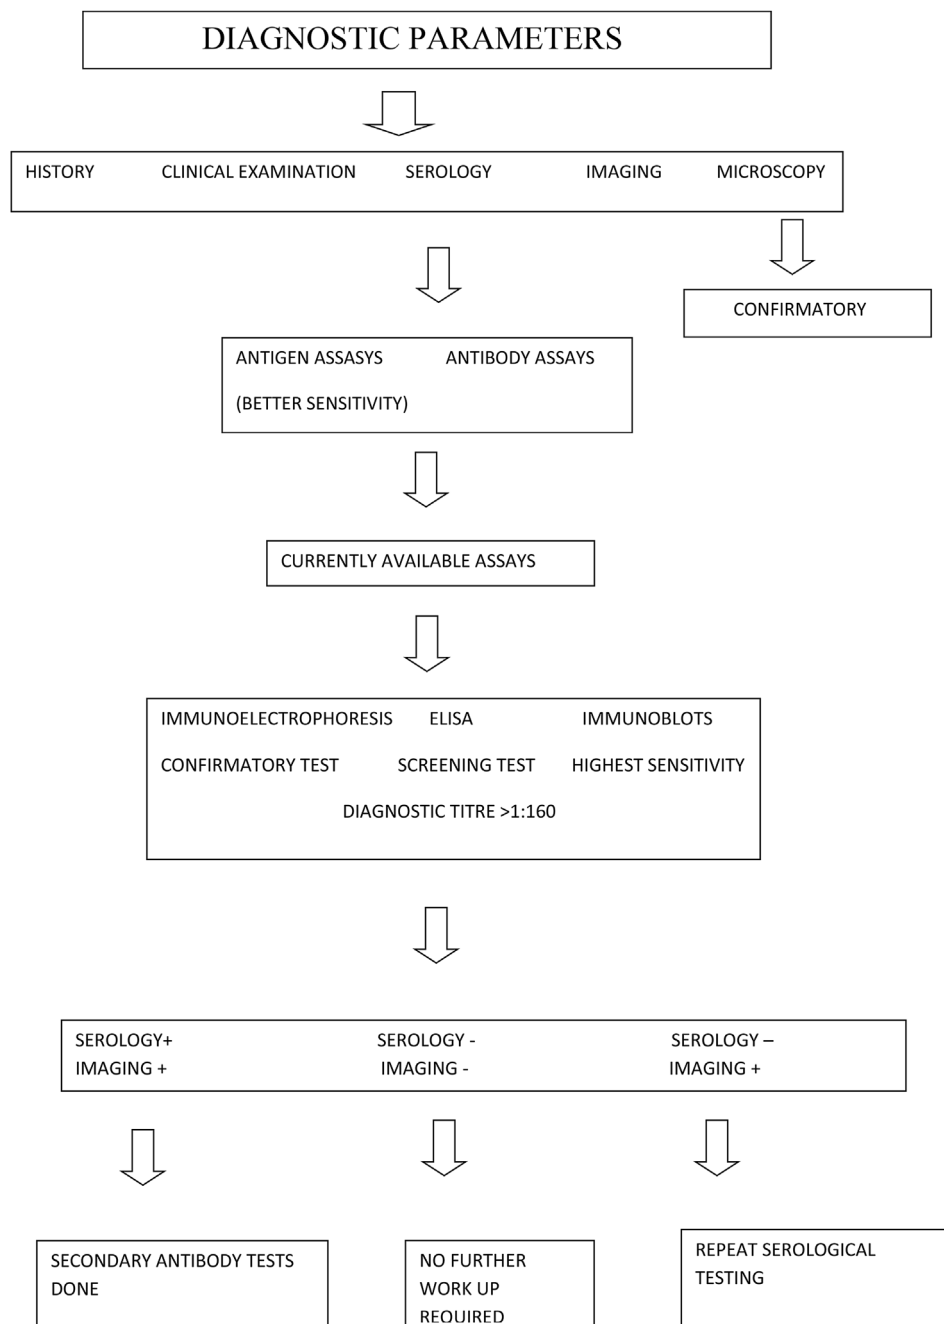 DIAGNOSTIC PARAMETERS
HISTORY CLINICAL EXAMINATION SEROLOGY IMAGING MICROSCOPY
CONFIRMATORY
ANTIGEN ASSASYS ANTIBODY ASSAYS
(BETTER SENSITIVITY)
CURRENTLY AVAILABLE ASSAYS
IMMUNOELECTROPHORESIS ELISA IMMUNOBLOTS
CONFIRMATORY TEST SCREENING TEST HIGHEST SENSITIVITY
DIAGNOSTIC TITRE >1:160
SEROLOGY+ SEROLOGY - SEROLOGY –
IMAGING + IMAGING - IMAGING +
SECONDARY ANTIBODY TESTS
DONE
NO FURTHER
WORK UP
REQUIRED
REPEAT SEROLOGICAL
TESTING